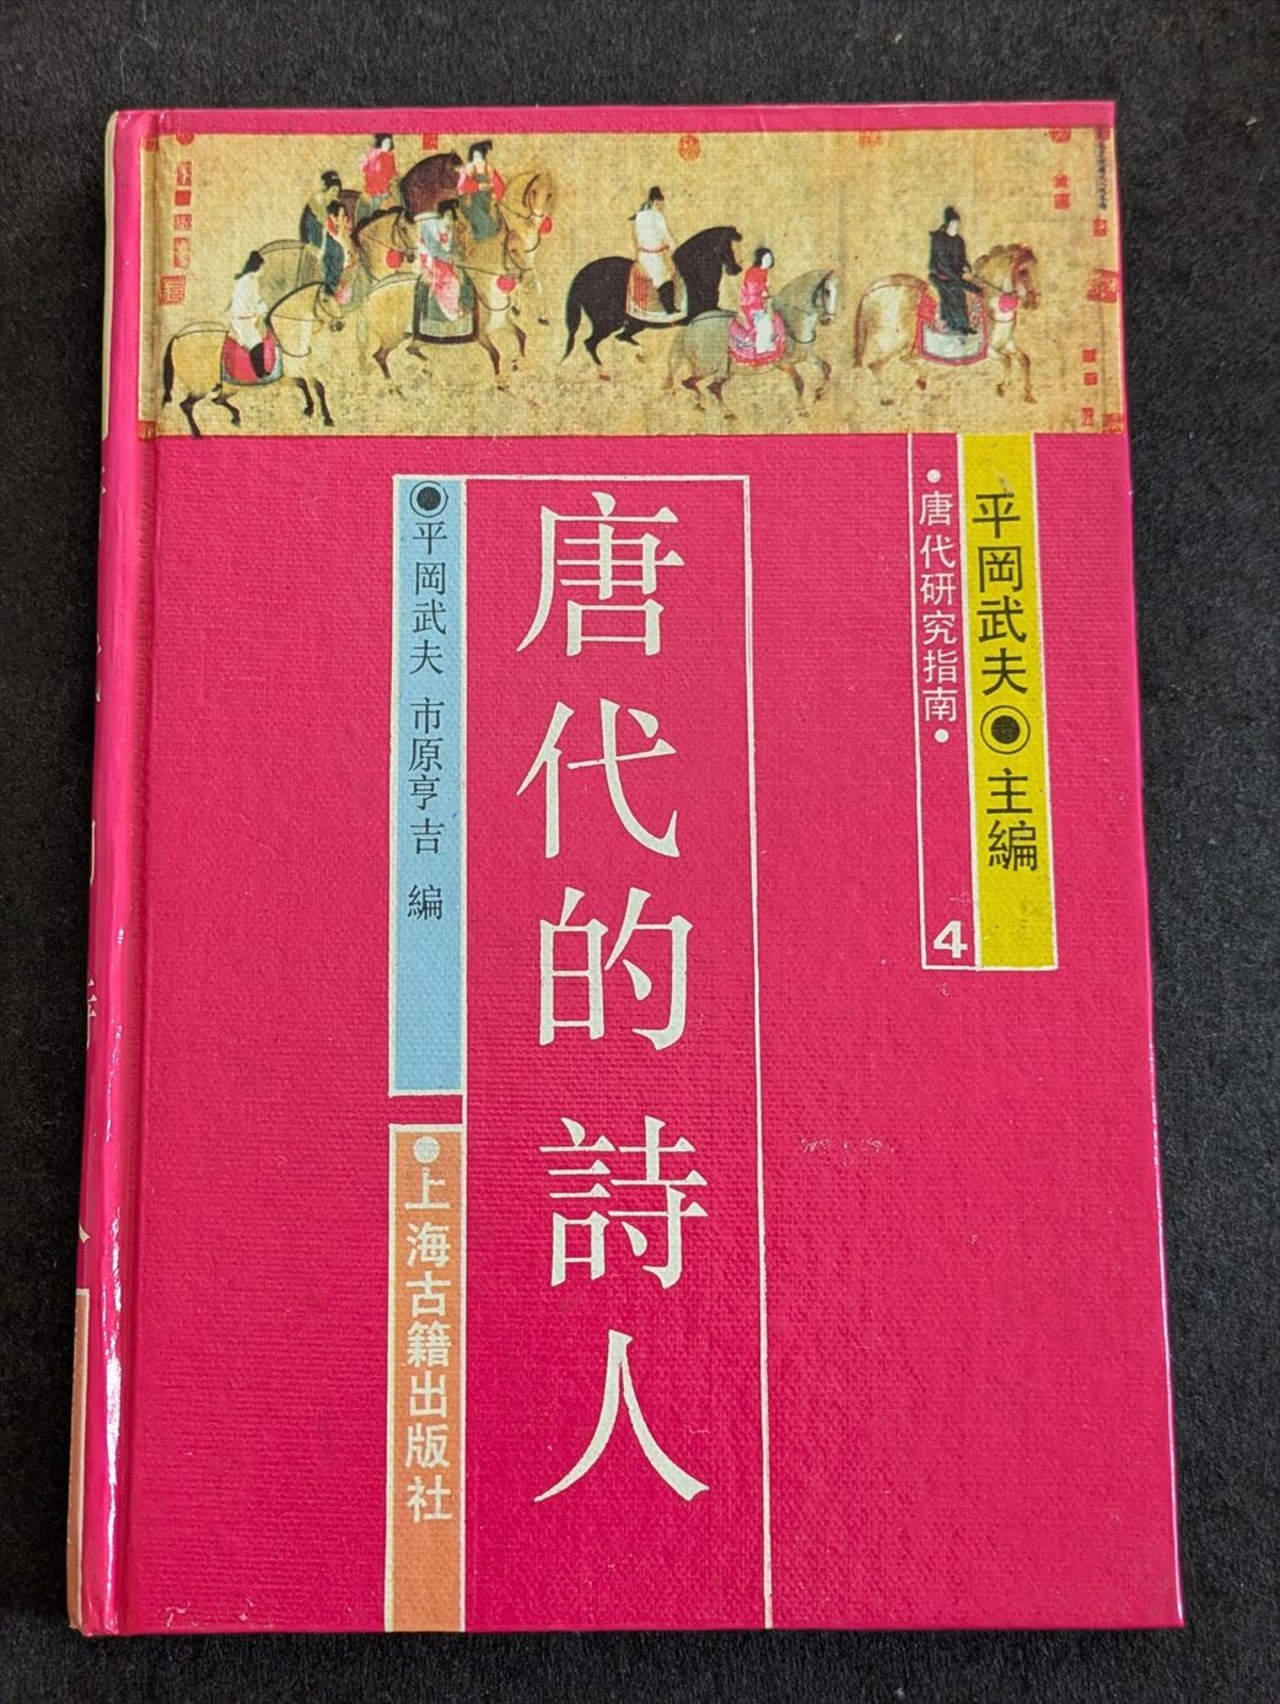 平岡武夫◉主編
•唐代研究指南•
4
唐代的詩人
◉平岡武夫 市原亨吉 編
●上海古籍出版社